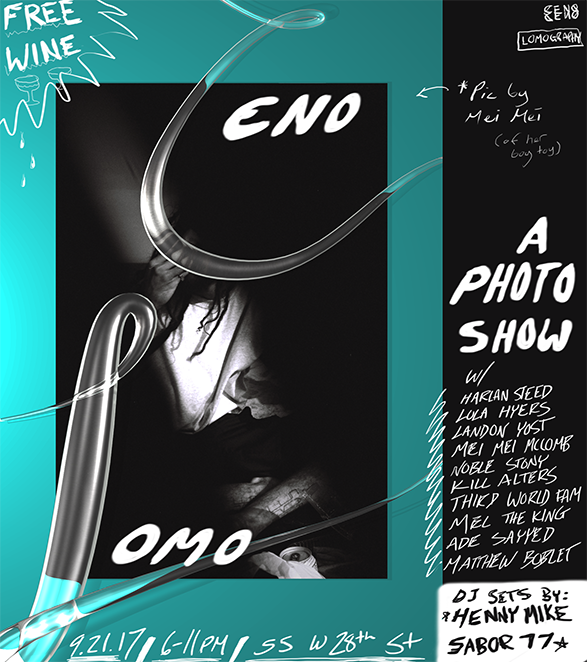 FREE
WINE
LOMOGRAPHY
ENO
*Pic by
Mei Mei
(of her
boy toy)
A
PHOTO
SHOW
W/
HARLAN STEED
LOLA HYERS
LANDON YOST
MEI MEI MCCOMB
NOBLE STONY
KILL ALTERS
THIRD WORLD FAM
MEL THE KING
ADE SAYYED
MATTHEW BOBLET
OMO
DJ SETS BY:
*HENNY MIKE
SABOR 77*
9.21.17/6-11PM/55 W 28th St